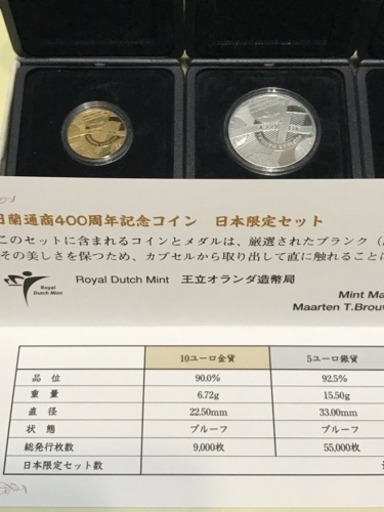 日蘭通商400周年記念コイン 日本限定セット
このセットに含まれるコインとメダルは、厳選されたブランク（
その美しさを保つため、カプセルから取り出して直に触れることに
Royal Dutch Mint
Royal Dutch Mint 王立オランダ造幣局
Mint Ma
Maarten T.Brouw
10ユーロ金貨 5ユーロ銀貨
品位 90.0% 92.5%
重量 6.72g 15.50g
直径 22.50mm 33.00mm
状態 プルーフ プルーフ
総発行枚数 9,000枚 55,000枚
日本限定セット数